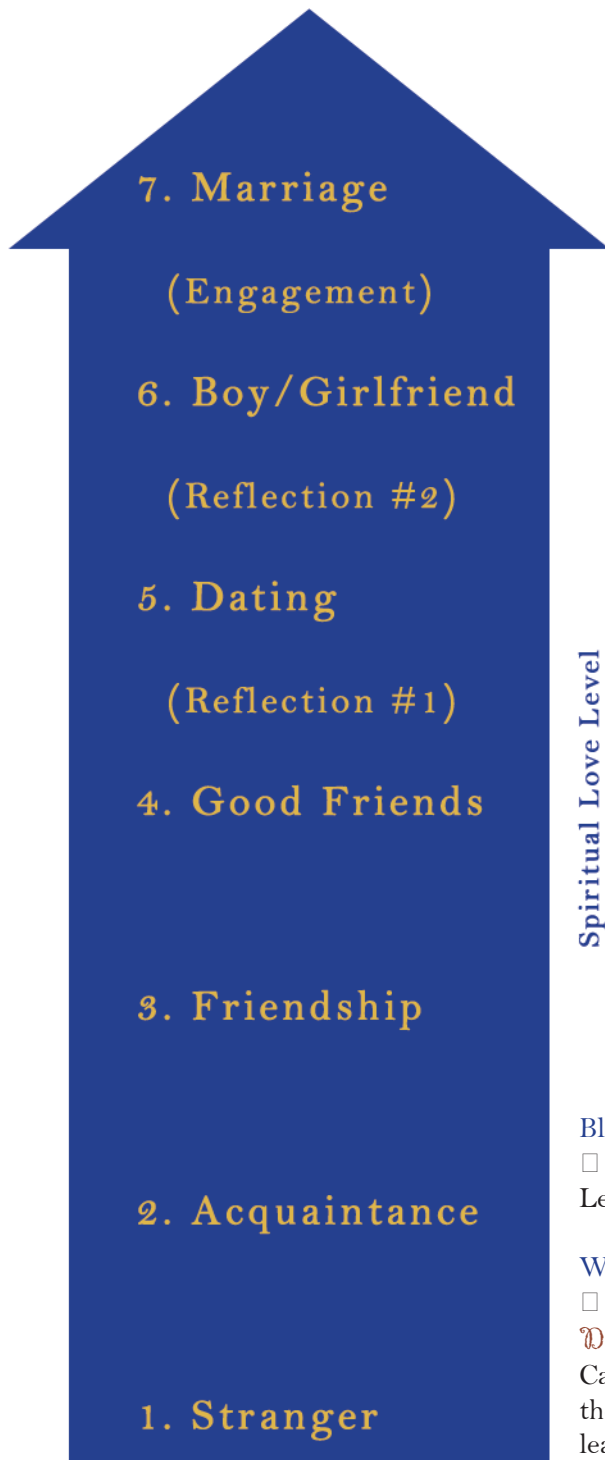 7. Marriage
(Engagement)
6. Boy/Girlfriend
(Reflection #2)
5. Dating
(Reflection #1)
4. Good Friends
3. Friendship
2. Acquaintance
1. Stranger
Spiritual Love Level